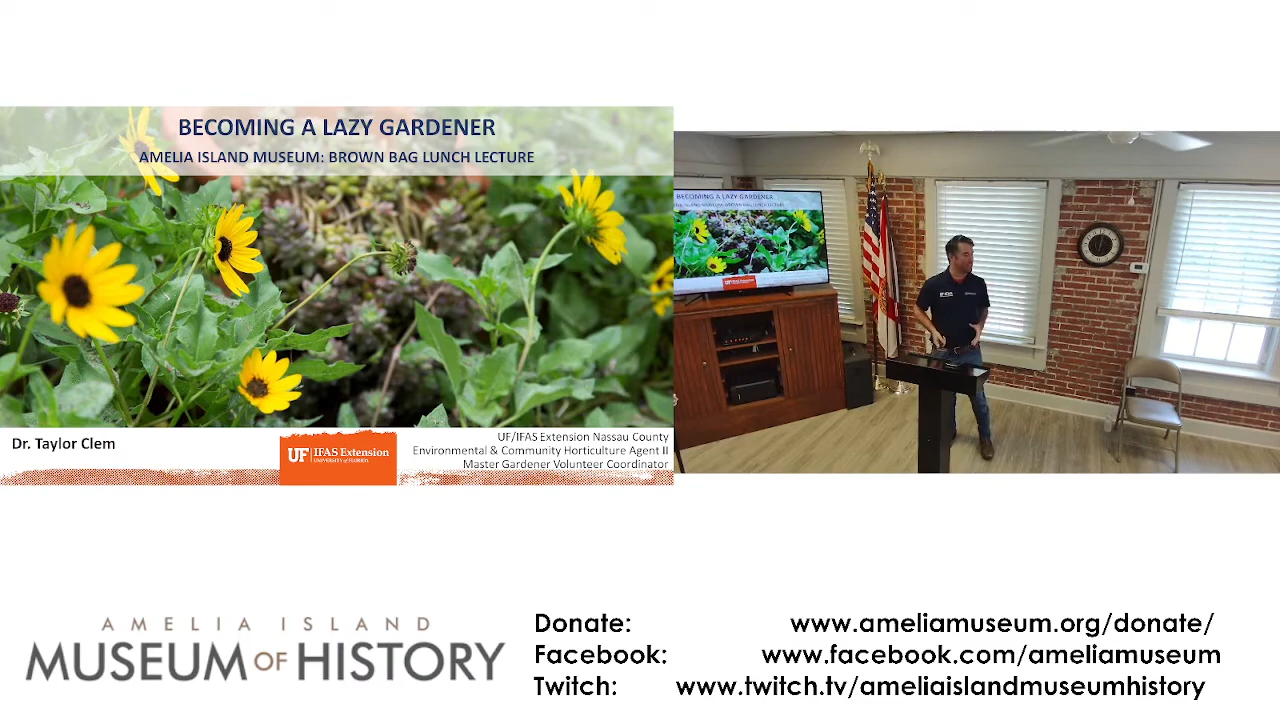 BECOMING A LAZY GARDENER
AMELIA ISLAND MUSEUM: BROWN BAG LUNCH LECTURE
Dr. Taylor Clem
UF IFAS Extension
UNIVERSITY of FLORIDA
UF/IFAS Extension Nassau County
Environmental & Community Horticulture Agent II
Master Gardener Volunteer Coordinator
BECOMING A LAZY GARDENER
AMELIA ISLAND
MUSEUM OF HISTORY
Donate: www.ameliamuseum.org/donate/
Facebook: www.facebook.com/ameliamuseum
Twitch: www.twitch.tv/ameliaislandmuseumhistory